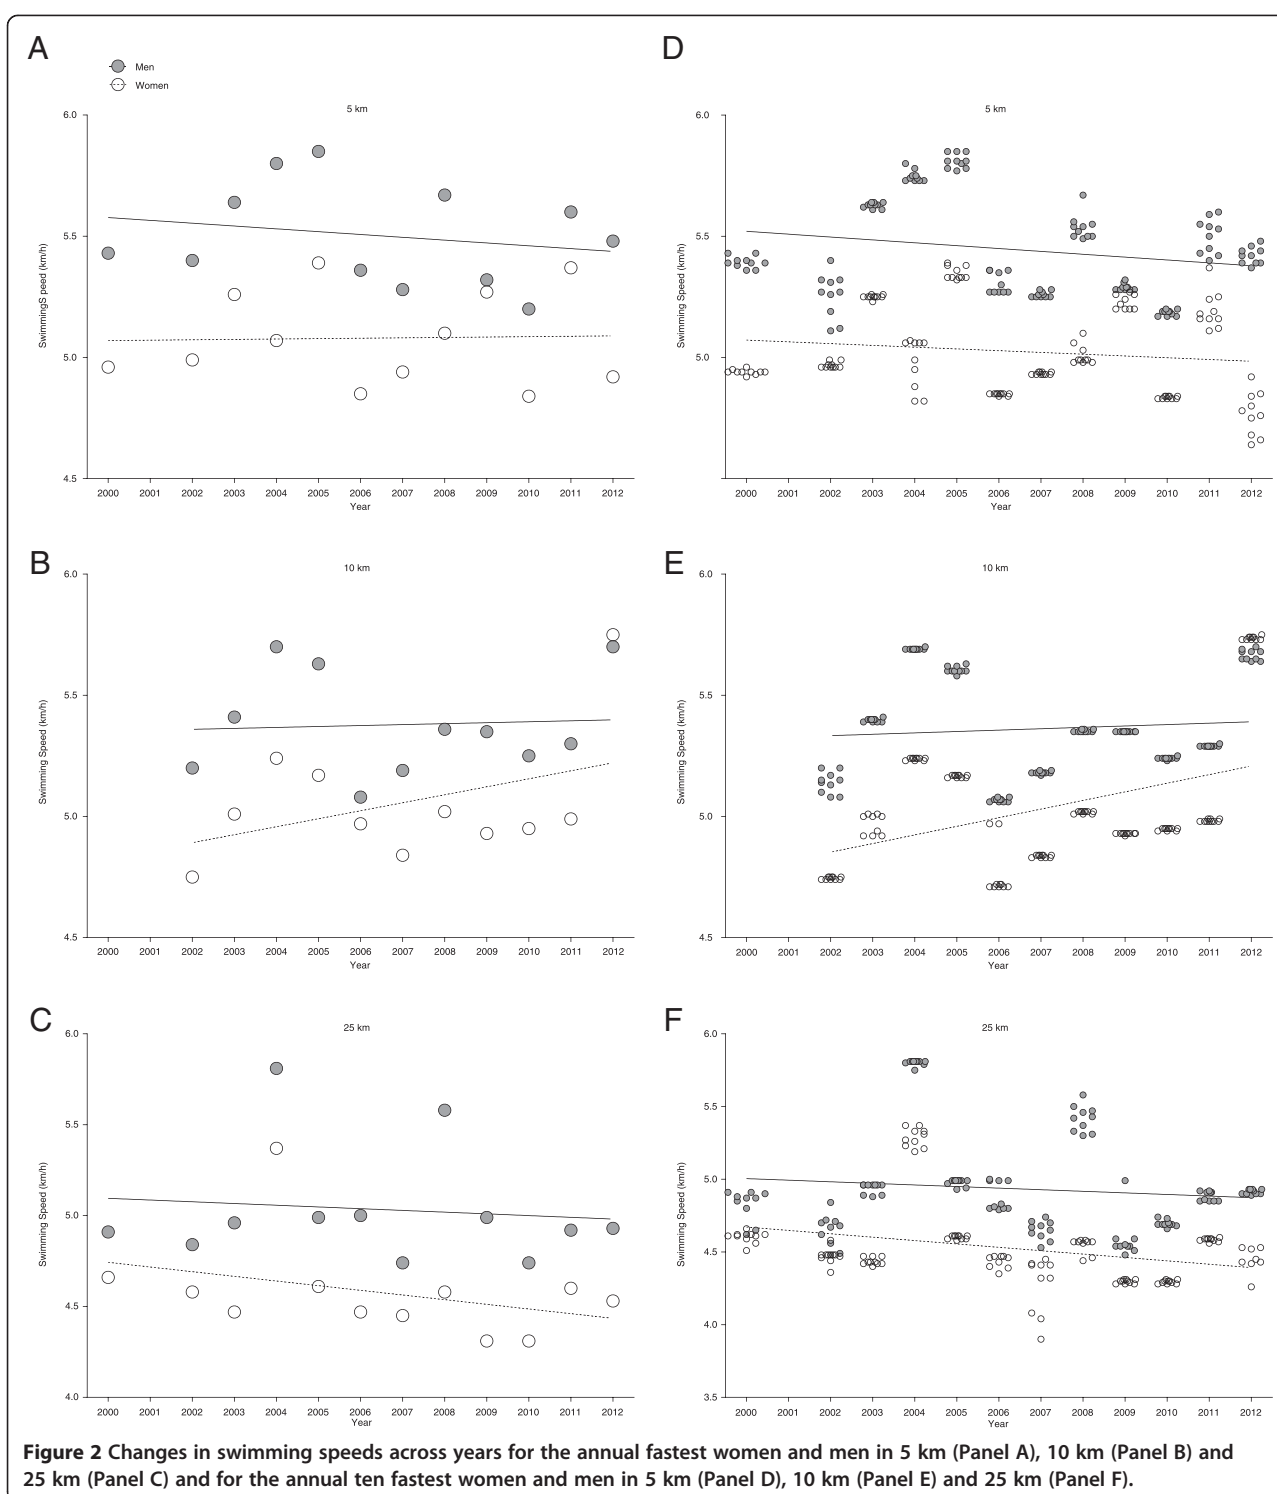 A
Men
Women
5 km
6.0
5.5
5.0
4.5
SwimmingS peed (km/h)
2000 2001 2002 2003 2004 2005 2006 2007 2008 2009 2010 2011 2012
Year
D
5 km
6.0
5.5
5.0
Swimming Speed (km/h)
2000 2001 2002 2003 2004 2005 2006 2007 2008 2009 2010 2011 2012
Year
B
10 km
6.0
5.5
5.0
4.5
Swimming Speed (km/h)
2000 2001 2002 2003 2004 2005 2006 2007 2008 2009 2010 2011 2012
Year
E
10 km
6.0
5.5
5.0
4.5
Swimming Speed (km/h)
2000 2001 2002 2003 2004 2005 2006 2007 2008 2009 2010 2011 2012
Year
C
25 km
6.0
5.5
5.0
4.5
4.0
Swimming Speed (km/h)
2000 2001 2002 2003 2004 2005 2006 2007 2008 2009 2010 2011 2012
Year
F
25 km
6.0
5.5
5.0
4.5
4.0
3.5
Swimming Speed (km/h)
2000 2001 2002 2003 2004 2005 2006 2007 2008 2009 2010 2011 2012
Year
Figure 2 Changes in swimming speeds across years for the annual fastest women and men in 5 km (Panel A), 10 km (Panel B) and
25 km (Panel C) and for the annual ten fastest women and men in 5 km (Panel D), 10 km (Panel E) and 25 km (Panel F).